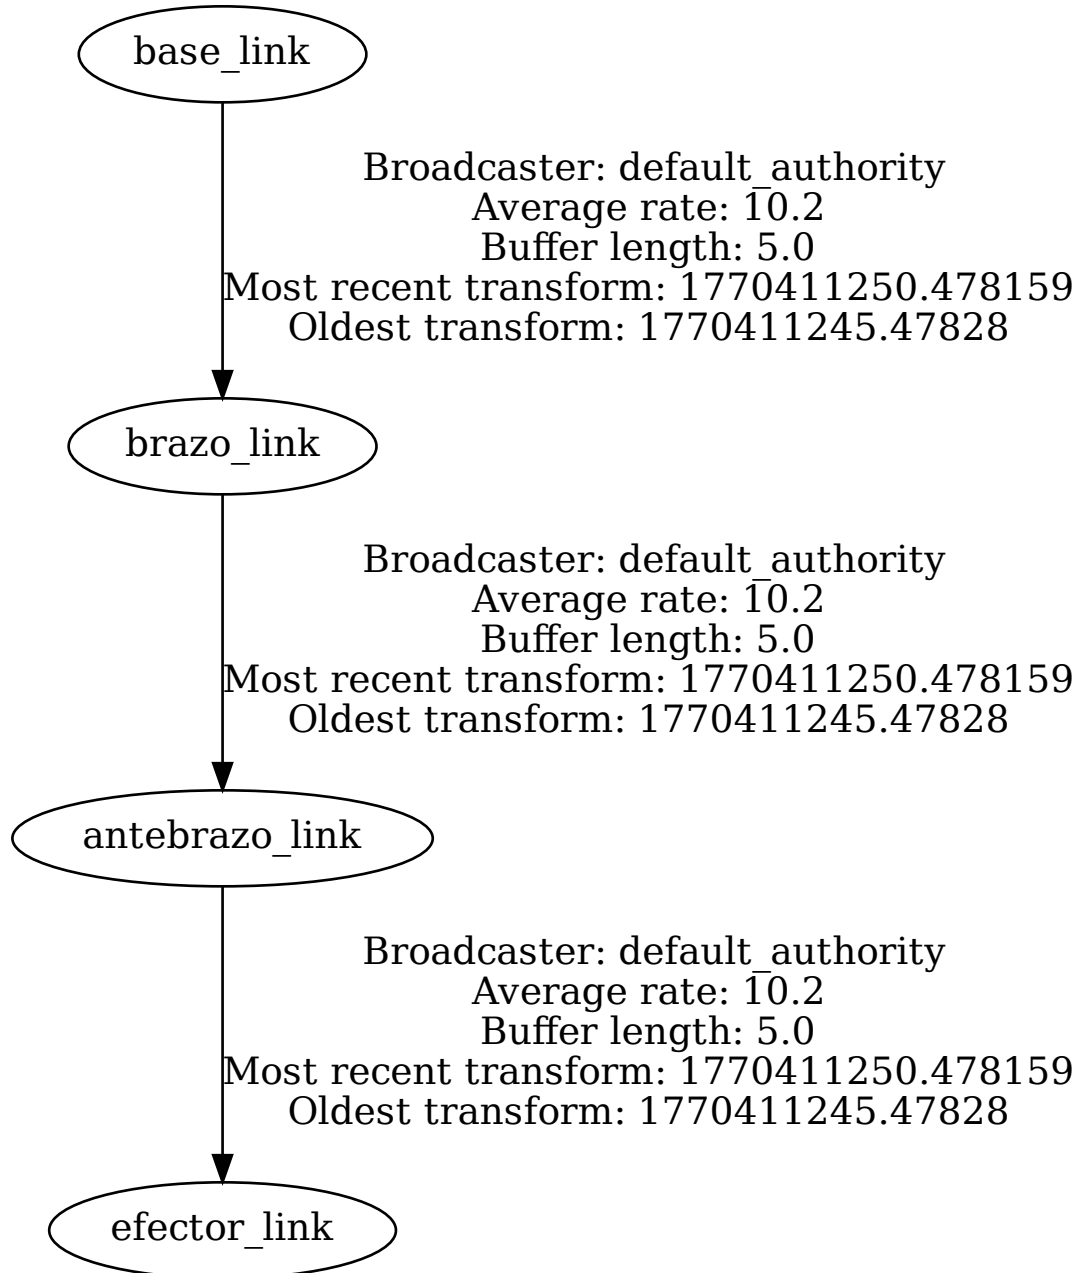 base_link
Broadcaster: default_authority
Average rate: 10.2
Buffer length: 5.0
Most recent transform: 1770411250.478159
Oldest transform: 1770411245.47828
brazo_link
Broadcaster: default_authority
Average rate: 10.2
Buffer length: 5.0
Most recent transform: 1770411250.478159
Oldest transform: 1770411245.47828
antebrazo_link
Broadcaster: default_authority
Average rate: 10.2
Buffer length: 5.0
Most recent transform: 1770411250.478159
Oldest transform: 1770411245.47828
efector_link